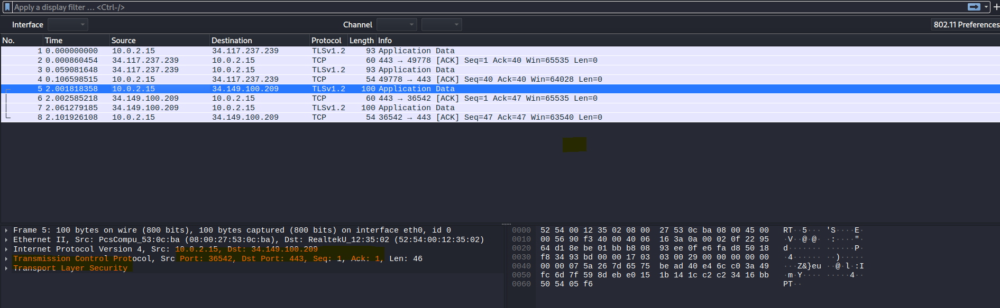 Apply a display filter ... <Ctrl-/>
Interface Channel 802.11 Preferences
No. Time Source Destination Protocol Length Info
1 0.000000000 10.0.2.15 34.117.237.239 TLSv1.2 93 Application Data
2 0.000860454 34.117.237.239 10.0.2.15 TCP 60 443 → 49778 [ACK] Seq=1 Ack=40 Win=65535 Len=0
3 0.059081648 34.117.237.239 10.0.2.15 TLSv1.2 93 Application Data
4 0.106598515 10.0.2.15 34.117.237.239 TCP 54 49778 → 443 [ACK] Seq=40 Ack=40 Win=64028 Len=0
5 2.001818358 10.0.2.15 34.149.100.209 TLSv1.2 100 Application Data
6 2.002585218 34.149.100.209 10.0.2.15 TCP 60 443 → 36542 [ACK] Seq=1 Ack=47 Win=65535 Len=0
7 2.061279185 34.149.100.209 10.0.2.15 TLSv1.2 100 Application Data
8 2.101926108 10.0.2.15 34.149.100.209 TCP 54 36542 → 443 [ACK] Seq=47 Ack=47 Win=63540 Len=0
Frame 5: 100 bytes on wire (800 bits), 100 bytes captured (800 bits) on interface eth0, id 0
Ethernet II, Src: PcsCompu_53:0c:ba (08:00:27:53:0c:ba), Dst: RealtekU_12:35:02 (52:54:00:12:35:02)
Internet Protocol Version 4, Src: 10.0.2.15, Dst: 34.149.100.209
Transmission Control Protocol, Src Port: 36542, Dst Port: 443, Seq: 1, Ack: 1, Len: 46
Transport Layer Security
0000 52 54 00 12 35 02 08 00 27 53 0c ba 08 00 45 00 RT··5··· 'S····E·
0010 00 56 90 f3 40 00 40 06 16 3a 0a 00 02 0f 22 95 ·V··@·@· ·:····"·
0020 64 d1 8e be 01 bb b8 08 93 ee 0f e6 fa d8 50 18 d······· ······P·
0030 f8 34 93 bd 00 00 17 03 03 00 29 00 00 00 00 00 ·4······ ··)·····
0040 00 00 07 5a 26 7d 65 75 be ad 40 e4 6c c0 3a 49 ···Z&}eu ··@·l·:I
0050 fc 6d 7f 59 8d eb e0 15 1b 14 1c c2 c2 34 16 bb ·m·Y···· ·····4··
0060 50 54 05 f6 PT··